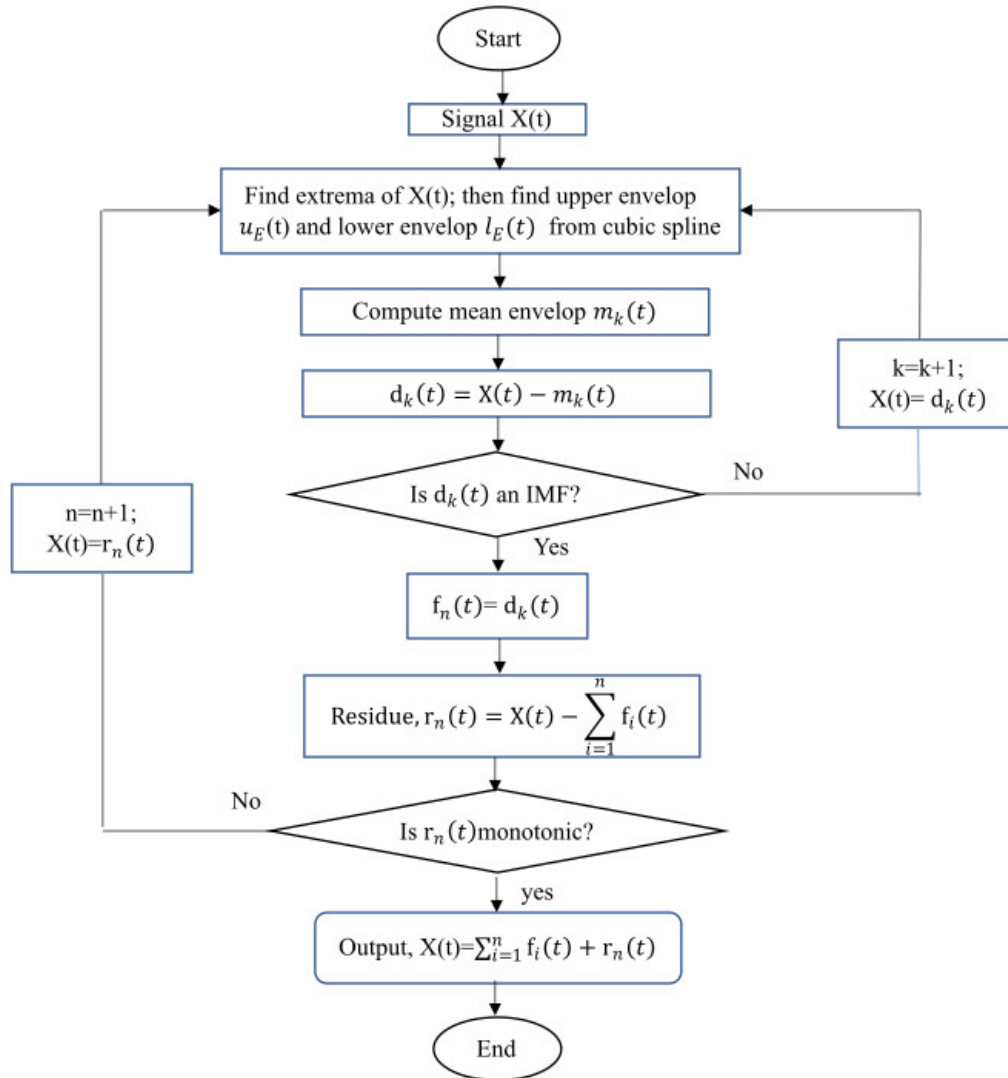 Start
Signal X(t)
Find extrema of X(t); then find upper envelop
u_E(t) and lower envelop l_E(t) from cubic spline
Compute mean envelop m_k(t)
d_k(t) = X(t) − m_k(t)
k=k+1;
X(t)= d_k(t)
Is d_k(t) an IMF?
No
Yes
n=n+1;
X(t)=r_n(t)
f_n(t)= d_k(t)
Residue, r_n(t) = X(t) − ∑_{i=1}^{n} f_i(t)
No
Is r_n(t)monotonic?
yes
Output, X(t)=∑_{i=1}^{n} f_i(t) + r_n(t)
End